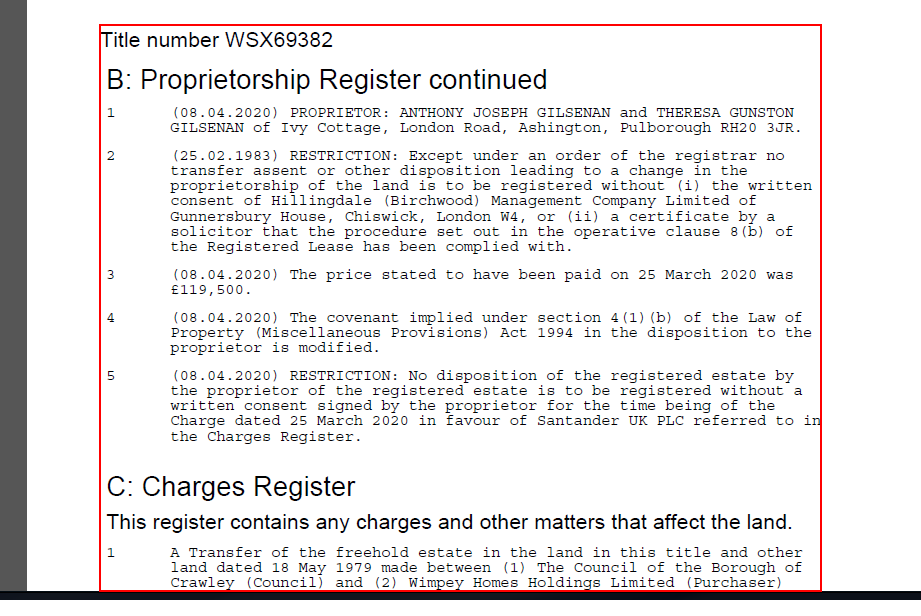 Title number WSX69382
B: Proprietorship Register continued
1 (08.04.2020) PROPRIETOR: ANTHONY JOSEPH GILSENAN and THERESA GUNSTON
GILSENAN of Ivy Cottage, London Road, Ashington, Pulborough RH20 3JR.
2 (25.02.1983) RESTRICTION: Except under an order of the registrar no
transfer assent or other disposition leading to a change in the
proprietorship of the land is to be registered without (i) the written
consent of Hillingdale (Birchwood) Management Company Limited of
Gunnersbury House, Chiswick, London W4, or (ii) a certificate by a
solicitor that the procedure set out in the operative clause 8(b) of
the Registered Lease has been complied with.
3 (08.04.2020) The price stated to have been paid on 25 March 2020 was
£119,500.
4 (08.04.2020) The covenant implied under section 4(1)(b) of the Law of
Property (Miscellaneous Provisions) Act 1994 in the disposition to the
proprietor is modified.
5 (08.04.2020) RESTRICTION: No disposition of the registered estate by
the proprietor of the registered estate is to be registered without a
written consent signed by the proprietor for the time being of the
Charge dated 25 March 2020 in favour of Santander UK PLC referred to in
the Charges Register.
C: Charges Register
This register contains any charges and other matters that affect the land.
1 A Transfer of the freehold estate in the land in this title and other
land dated 18 May 1979 made between (1) The Council of the Borough of
Crawley (Council) and (2) Wimpey Homes Holdings Limited (Purchaser)